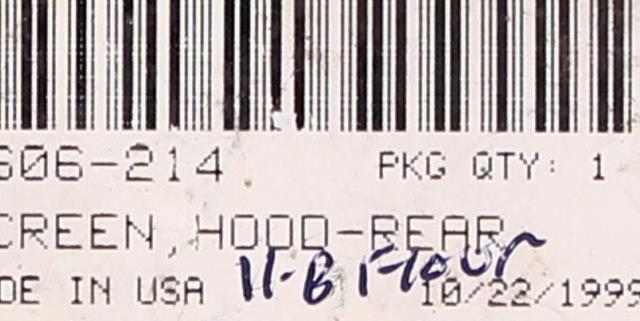 606-214 PKG QTY: 1
CREEN,HOOD-REAR
DE IN USA 11-B Floor 10/22/1999